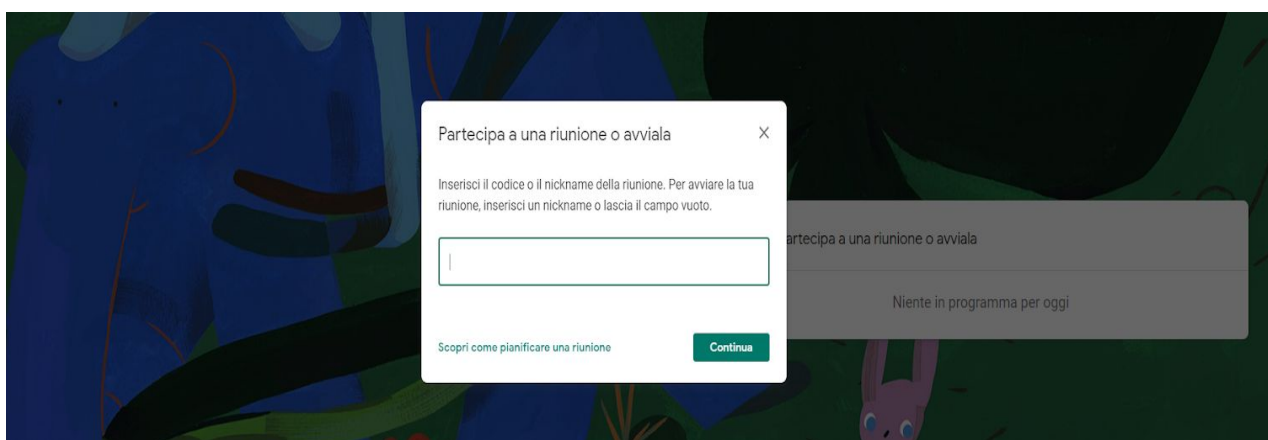 Partecipa a una riunione o avviala
Inserisci il codice o il nickname della riunione. Per avviare la tua
riunione, inserisci un nickname o lascia il campo vuoto.
Scopri come pianificare una riunione
Continua
artecipa a una riunione o avviala
Niente in programma per oggi